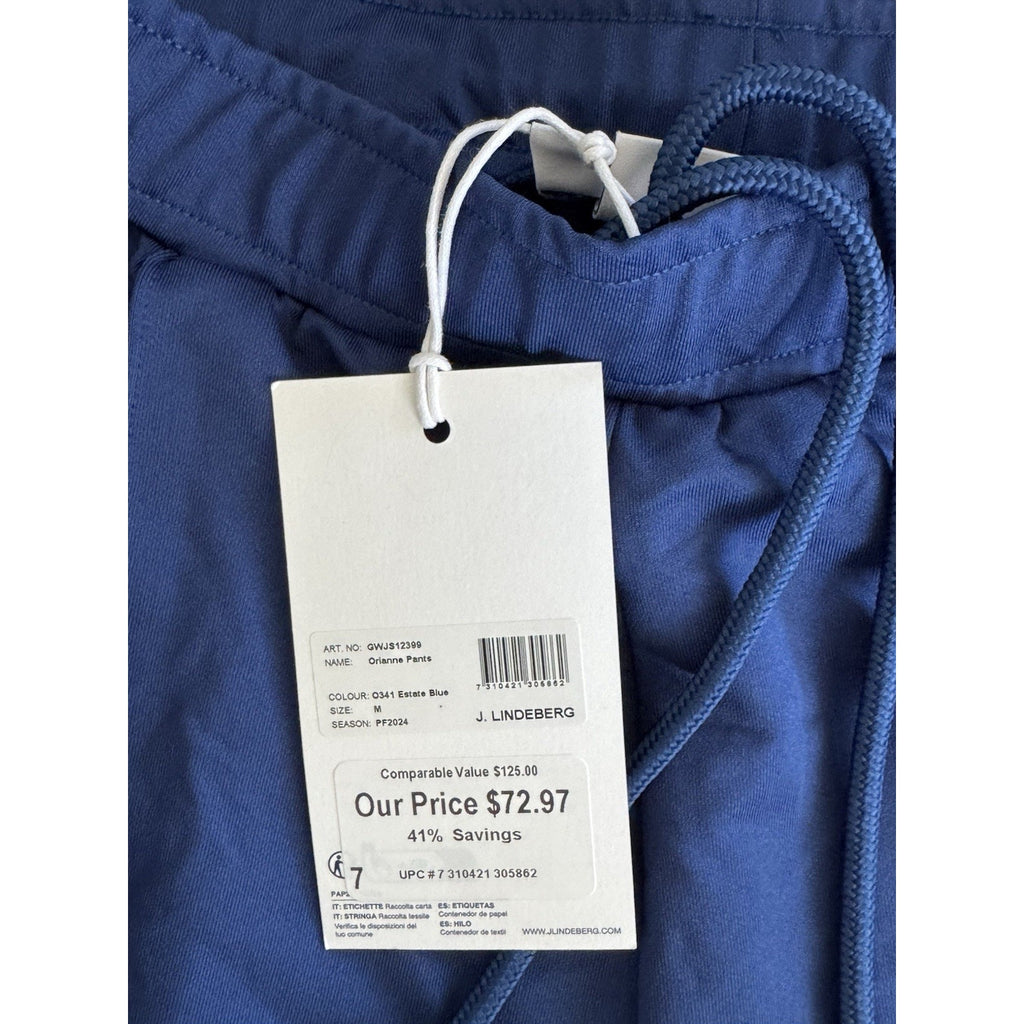 ART. NO: GWJS12399
NAME: Orianne Pants
COLOUR: O341 Estate Blue
SIZE: M
SEASON: PF2024
7 310421 305862
J. LINDEBERG
Comparable Value $125.00
Our Price $72.97
41% Savings
7
UPC # 7 310421 305862
IT: ETICHETTE Raccolta carta
IT: STRINGA Raccolta tessile
Verifica le disposizioni del
tuo comune
ES: ETIQUETAS
Contenedor de papel
ES: HILO
Contenedor de textil
WWW.JLINDEBERG.COM